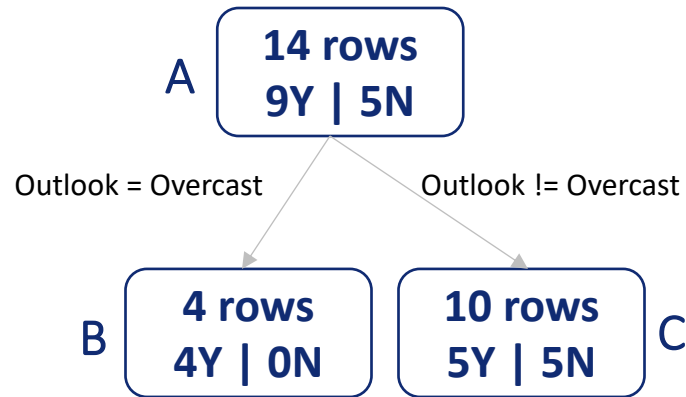 A
14 rows
9Y | 5N
Outlook = Overcast
Outlook != Overcast
B
4 rows
4Y | 0N
10 rows
5Y | 5N
C